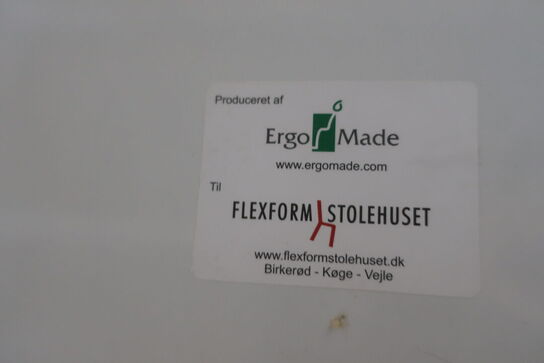 Produceret af
Ergo Made
www.ergomade.com
Til
FLEXFORM STOLEHUSET
www.flexformstolehuset.dk
Birkerød - Køge - Vejle